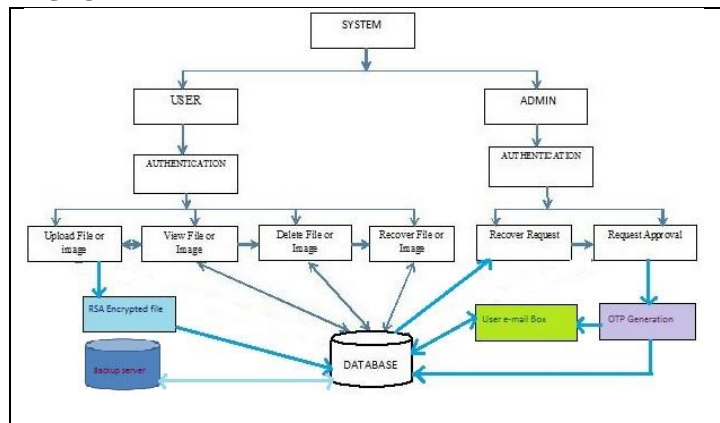 SYSTEM
USER
ADMIN
AUTHENTICATION
AUTHENTICATION
Upload File or
image
View File or
Image
Delete File or
Image
Recover File or
Image
Recover Request
Request Approval
RSA Encrypted file
User e-mail Box
OTP Generation
Backup server
DATABASE